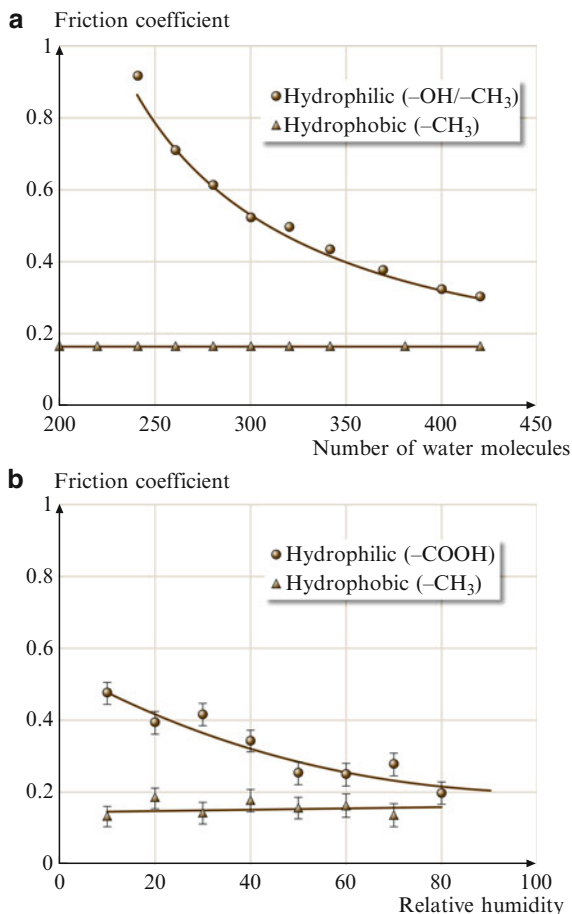 a
Friction coefficient
1
Hydrophilic (–OH/–CH₃)
Hydrophobic (–CH₃)
0.8
0.6
0.4
0.2
0
200 250 300 350 400 450
Number of water molecules
b
Friction coefficient
1
Hydrophilic (–COOH)
Hydrophobic (–CH₃)
0.8
0.6
0.4
0.2
0
0 20 40 60 80 100
Relative humidity